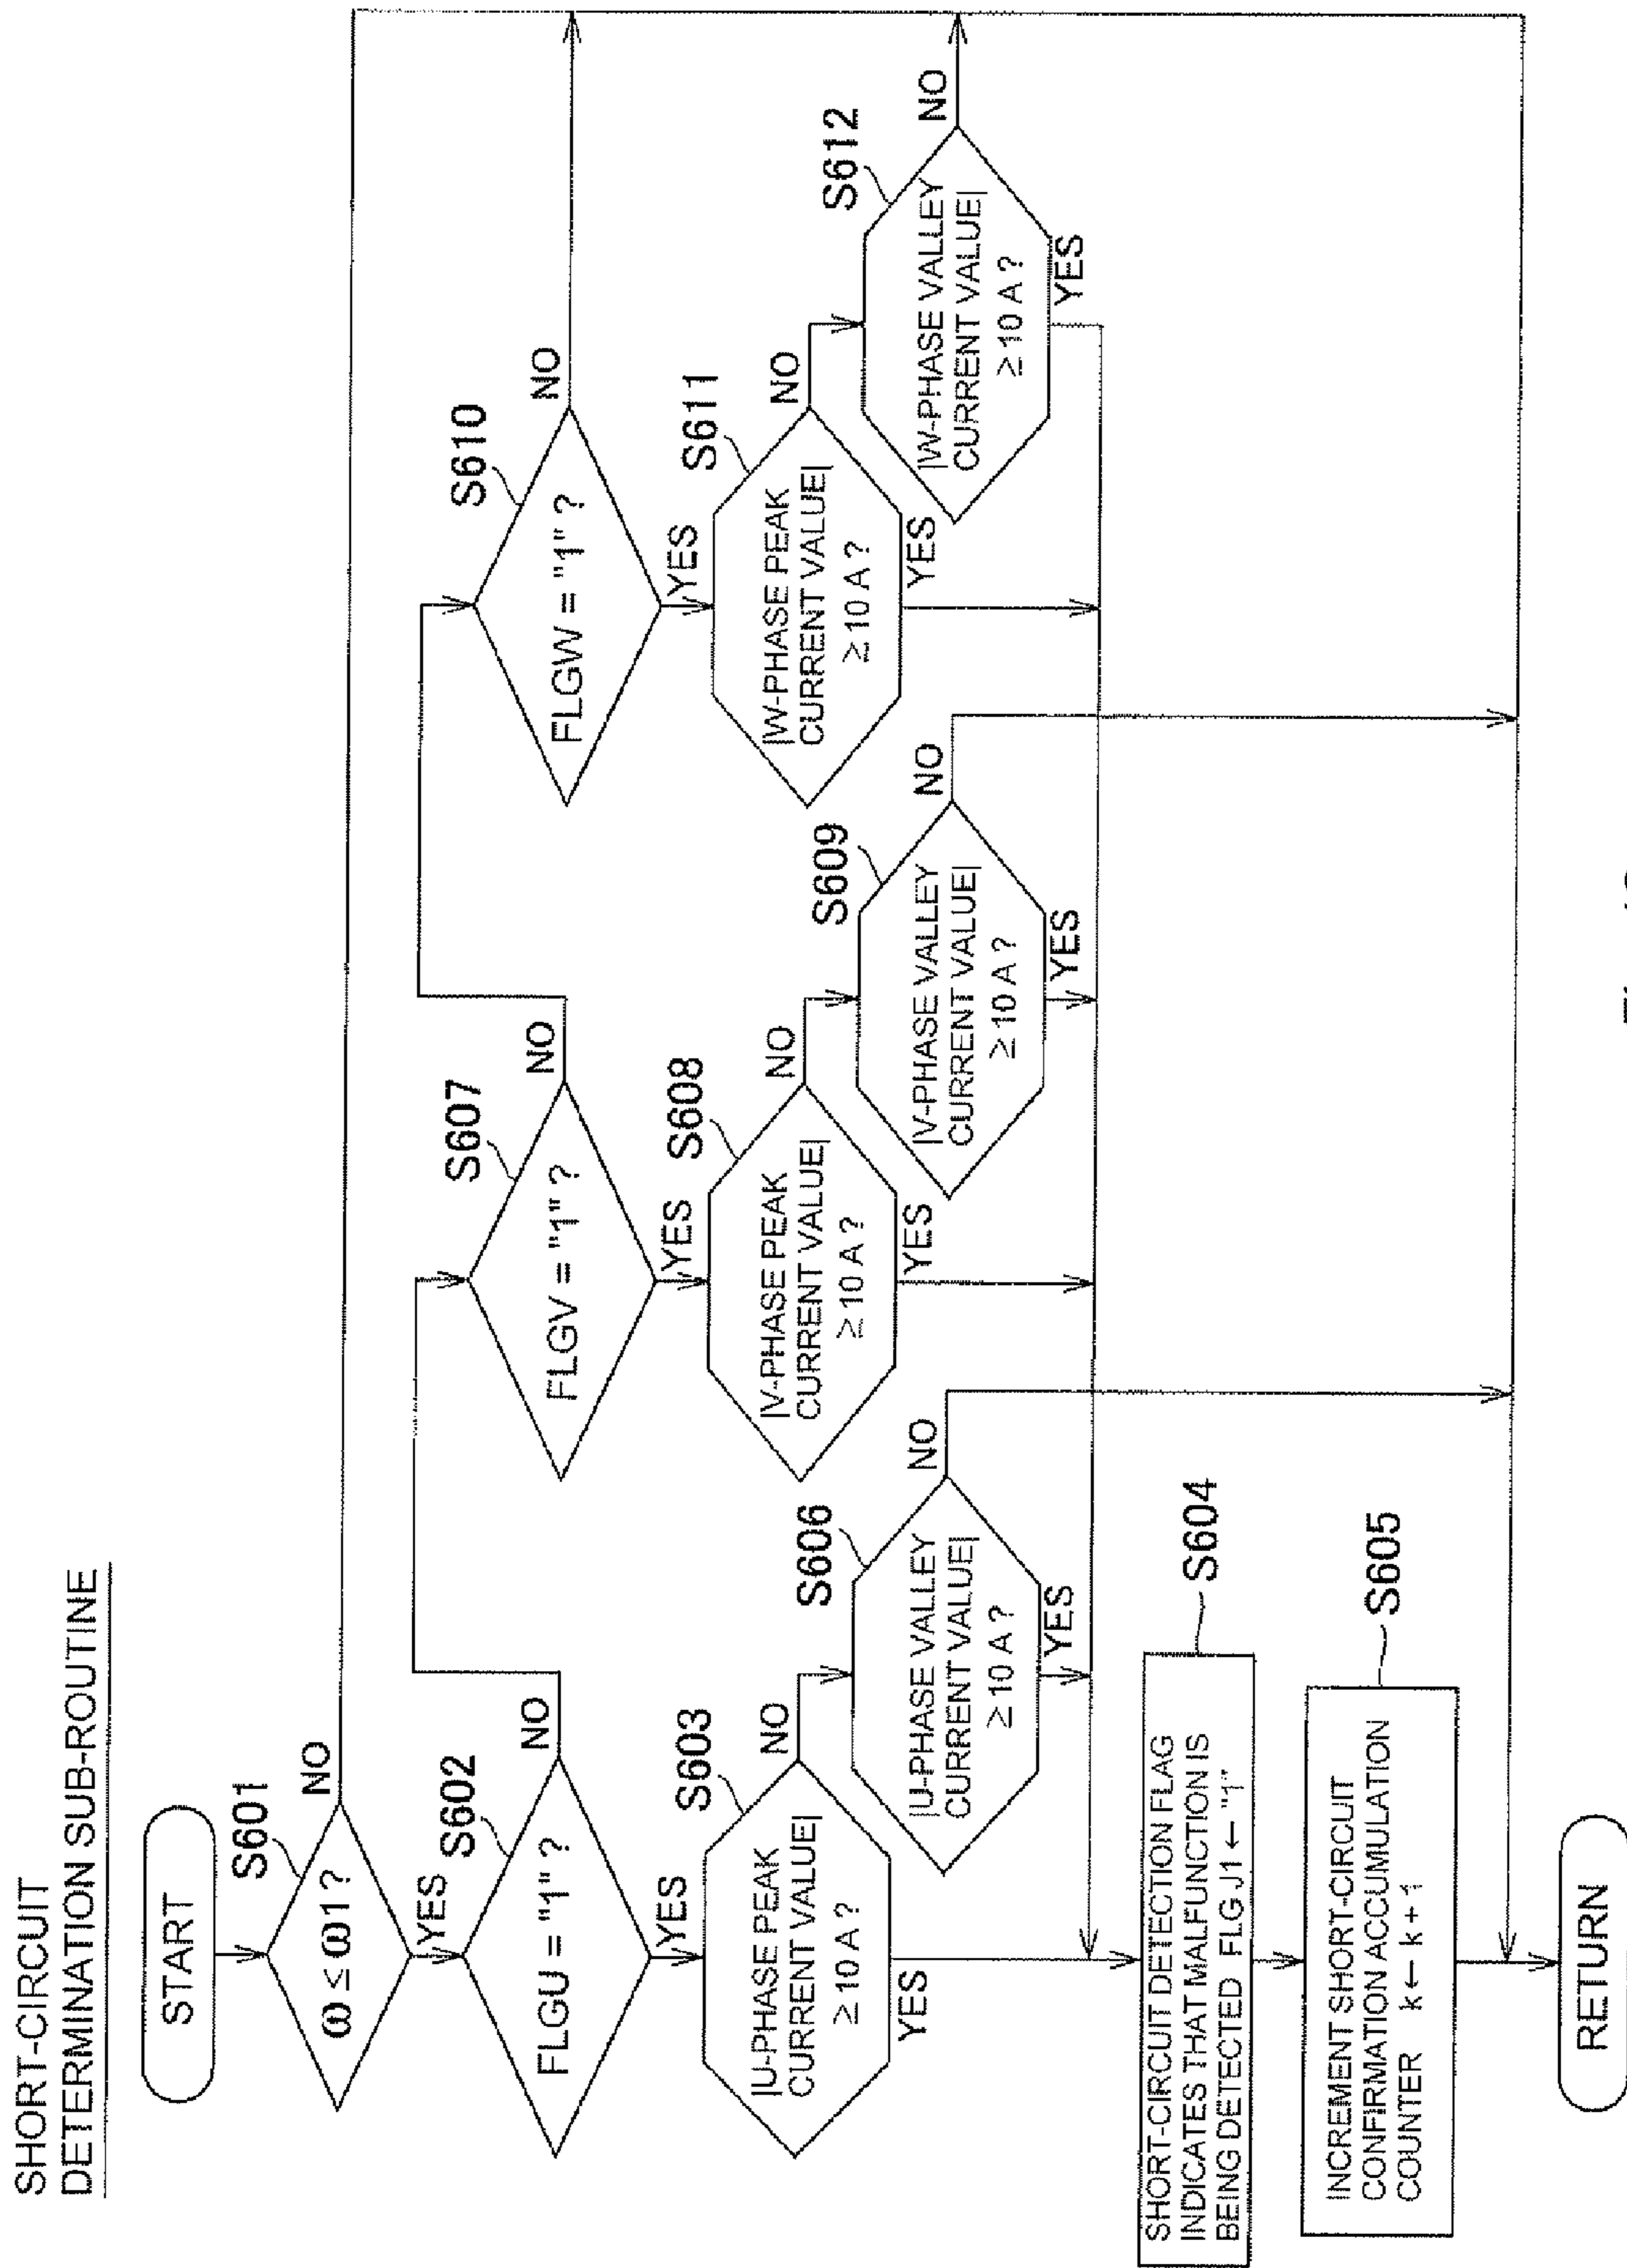 SHORT-CIRCUIT
DETERMINATION SUB-ROUTINE
START
S601
ω ≤ ω1 ?
NO
YES
S602
FLGU = "1" ?
NO
YES
S603
|U-PHASE PEAK
CURRENT VALUE|
≥ 10 A ?
NO
YES
S606
|U-PHASE VALLEY
CURRENT VALUE|
≥ 10 A ?
NO
YES
S604
SHORT-CIRCUIT DETECTION FLAG
INDICATES THAT MALFUNCTION IS
BEING DETECTED FLG J1 ← "1"
S605
INCREMENT SHORT-CIRCUIT
CONFIRMATION ACCUMULATION
COUNTER k ← k + 1
RETURN
S607
FLGV = "1" ?
NO
YES
S608
|V-PHASE PEAK
CURRENT VALUE|
≥ 10 A ?
NO
YES
S609
|V-PHASE VALLEY
CURRENT VALUE|
≥ 10 A ?
NO
YES
S610
FLGW = "1" ?
NO
YES
S611
|W-PHASE PEAK
CURRENT VALUE|
≥ 10 A ?
NO
YES
S612
|W-PHASE VALLEY
CURRENT VALUE|
≥ 10 A ?
NO
YES